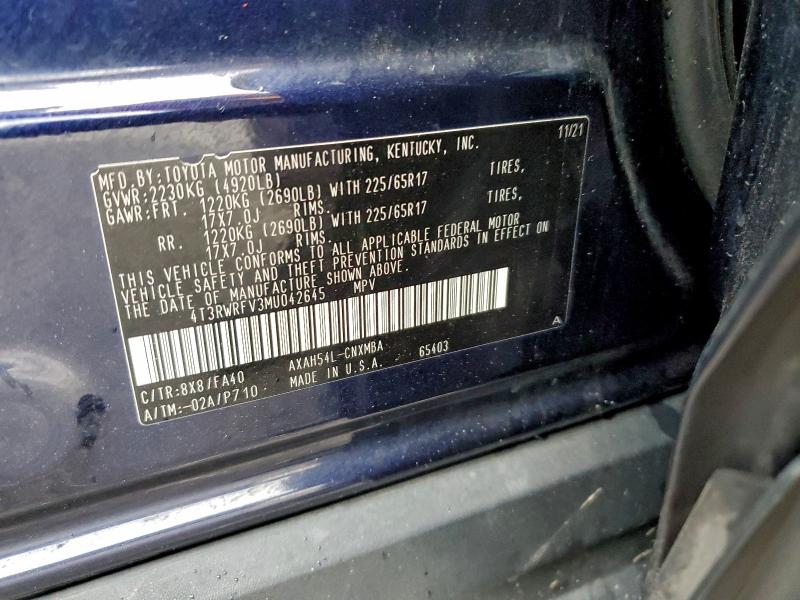 11/21
MFD BY:TOYOTA MOTOR MANUFACTURING, KENTUCKY, INC.
GVWR:2230KG (4920LB)
GAWR:FRT. 1220KG (2690LB) WITH 225/65R17 TIRES,
17X7.0J RIMS.
RR. 1220KG (2690LB) WITH 225/65R17 TIRES,
17X7.0J RIMS.
THIS VEHICLE CONFORMS TO ALL APPLICABLE FEDERAL MOTOR
VEHICLE SAFETY AND THEFT PREVENTION STANDARDS IN EFFECT ON
THE DATE OF MANUFACTURE SHOWN ABOVE.
4T3RWRFV3MU042645 MPV
A
C/TR:8X8/FA40 AXAH54L-CNXMBA 65403
A/TM:-02A/P710 MADE IN U.S.A.